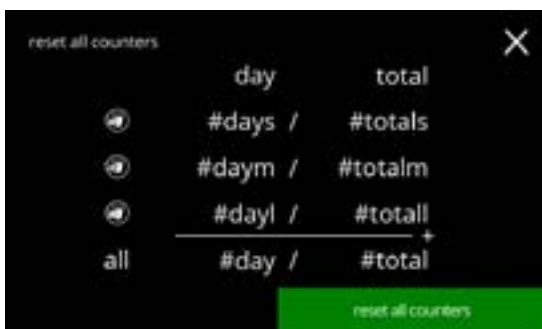 reset all counters
day total
#days / #totals
#daym / #totalm
#dayl / #totall
+
all #day / #total
reset all counters